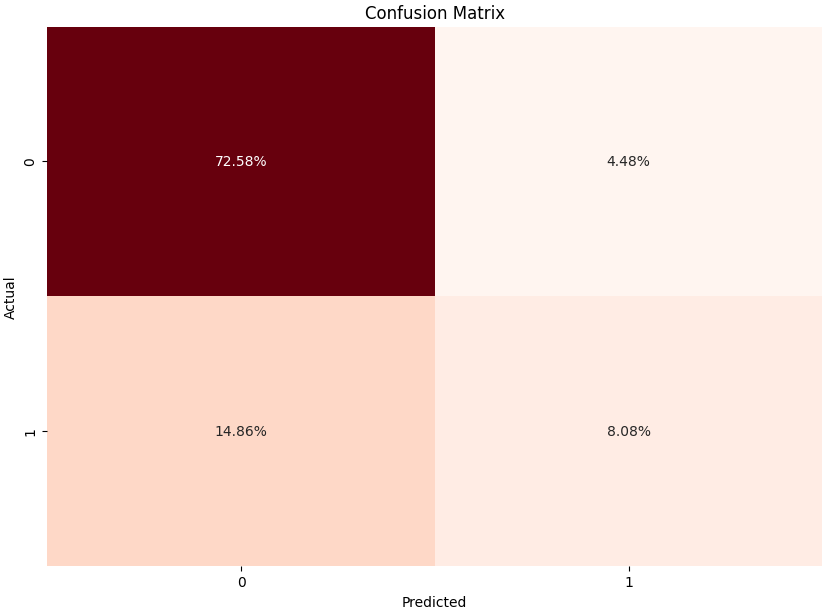 Confusion Matrix
Actual
0
72.58%
4.48%
1
14.86%
8.08%
0
1
Predicted